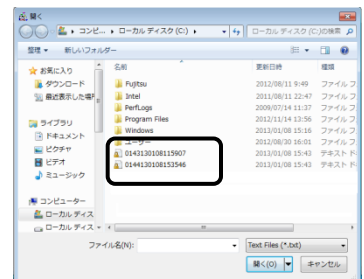 開く
コンピ... ▸ ローカル ディスク (C:) ▸
ローカル ディスク (C:)の検索
整理 ▾ 新しいフォルダー
名前 更新日時 種類
お気に入り
ダウンロード
最近表示した場所
ライブラリ
ドキュメント
ピクチャ
ビデオ
ミュージック
コンピューター
ローカル ディス
ローカル ディス
Fujitsu 2012/08/11 9:49 ファイル フ
Intel 2011/08/11 22:47 ファイル フ
PerfLogs 2009/07/14 11:37 ファイル フ
Program Files 2012/11/14 13:56 ファイル フ
Windows 2013/01/08 15:16 ファイル フ
ユーザー 2012/08/30 16:01 ファイル フ
0143130108115907 2013/01/08 15:43 テキスト ド
0144130108153546 2013/01/08 15:43 テキスト ド
ファイル名(N):
Text Files (*.txt)
開く(O) キャンセル